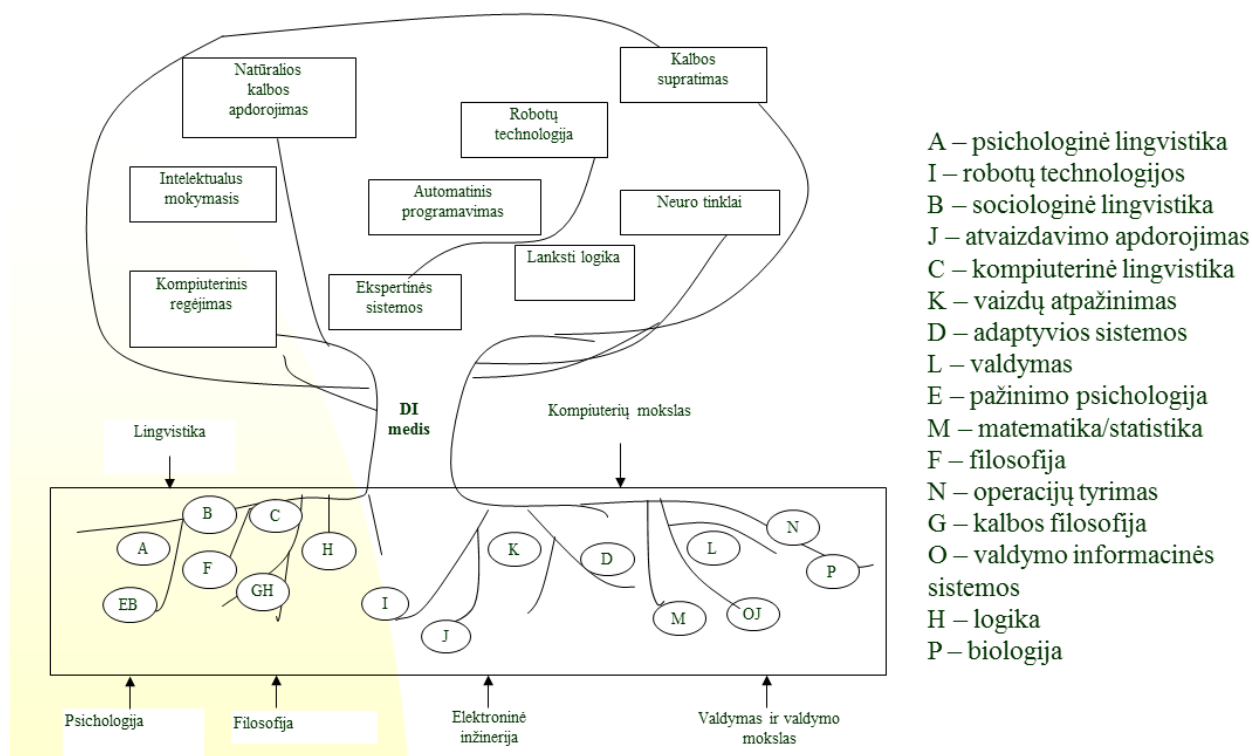 Natūralios
kalbos
apdorojimas
Kalbos
supratimas
Robotų
technologija
Intelektualus
mokymasis
Automatinis
programavimas
Neuro tinklai
Lanksti logika
Kompiuterinis
regėjimas
Ekspertinės
sistemos
DI
medis
Kompiuterių mokslas
Lingvistika
B
C
A
F
H
EB
GH
I
J
K
D
L
N
P
M
OJ
Psichologija
Filosofija
Elektroninė
inžinerija
Valdymas ir valdymo
mokslas
A – psichologinė lingvistika
I – robotų technologijos
B – sociologinė lingvistika
J – atvaizdavimo apdorojimas
C – kompiuterinė lingvistika
K – vaizdų atpažinimas
D – adaptyvios sistemos
L – valdymas
E – pažinimo psichologija
M – matematika/statistika
F – filosofija
N – operacijų tyrimas
G – kalbos filosofija
O – valdymo informacinės
sistemos
H – logika
P – biologija